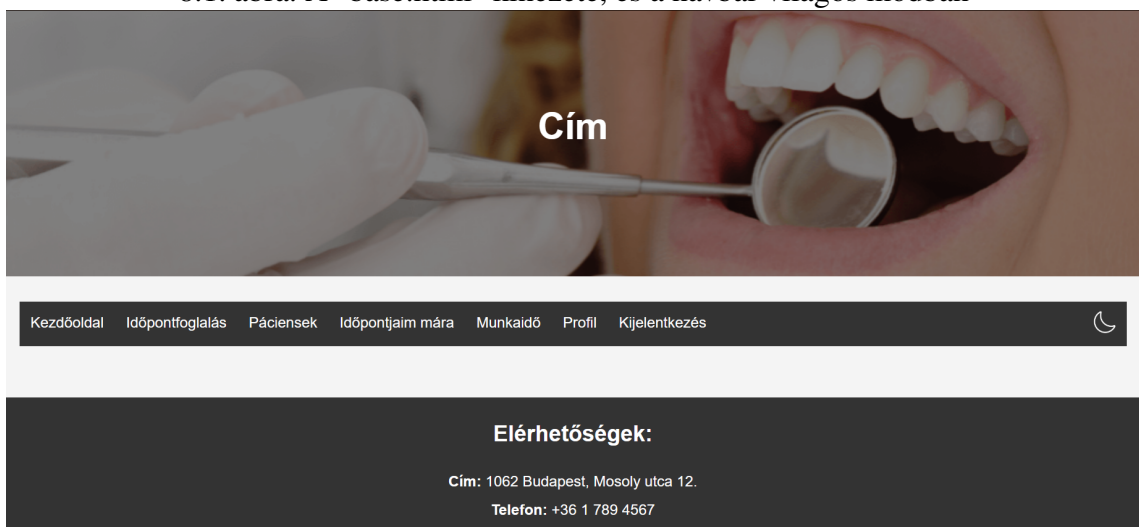 Cím
Kezdőoldal Időpontfoglalás Páciensek Időpontjaim mára Munkaidő Profil Kijelentkezés
Elérhetőségek:
Cím: 1062 Budapest, Mosoly utca 12.
Telefon: +36 1 789 4567